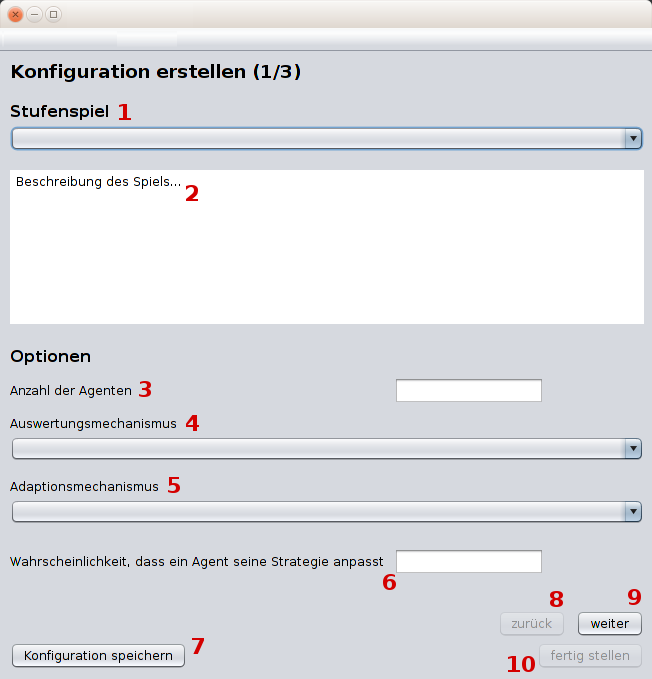 Konfiguration erstellen (1/3)
Stufenspiel 1
Beschreibung des Spiels...
2
Optionen
Anzahl der Agenten 3
Auswertungsmechanismus 4
Adaptionsmechanismus 5
Wahrscheinlichkeit, dass ein Agent seine Strategie anpasst
6
8 9
zurück weiter
Konfiguration speichern 7
10 fertig stellen